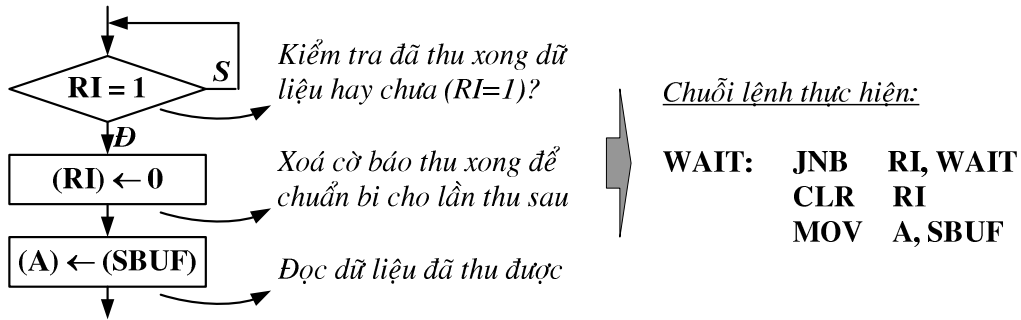 RI = 1
S
Đ
(RI) ← 0
(A) ← (SBUF)
Kiểm tra đã thu xong dữ
liệu hay chưa (RI=1)?
Xoá cờ báo thu xong để
chuẩn bi cho lần thu sau
Đọc dữ liệu đã thu được
Chuỗi lệnh thực hiện:
WAIT: JNB RI, WAIT
CLR RI
MOV A, SBUF